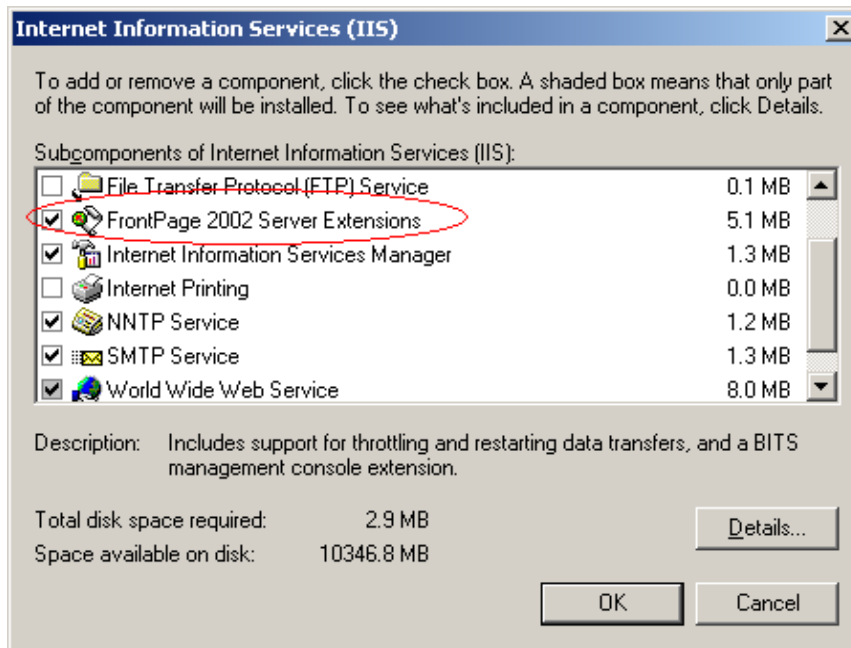 Internet Information Services (IIS)
To add or remove a component, click the check box. A shaded box means that only part
of the component will be installed. To see what's included in a component, click Details.
Subcomponents of Internet Information Services (IIS):
File Transfer Protocol (FTP) Service 0.1 MB
FrontPage 2002 Server Extensions 5.1 MB
Internet Information Services Manager 1.3 MB
Internet Printing 0.0 MB
NNTP Service 1.2 MB
SMTP Service 1.3 MB
World Wide Web Service 8.0 MB
Description: Includes support for throttling and restarting data transfers, and a BITS
management console extension.
Total disk space required: 2.9 MB
Space available on disk: 10346.8 MB
Details...
OK Cancel